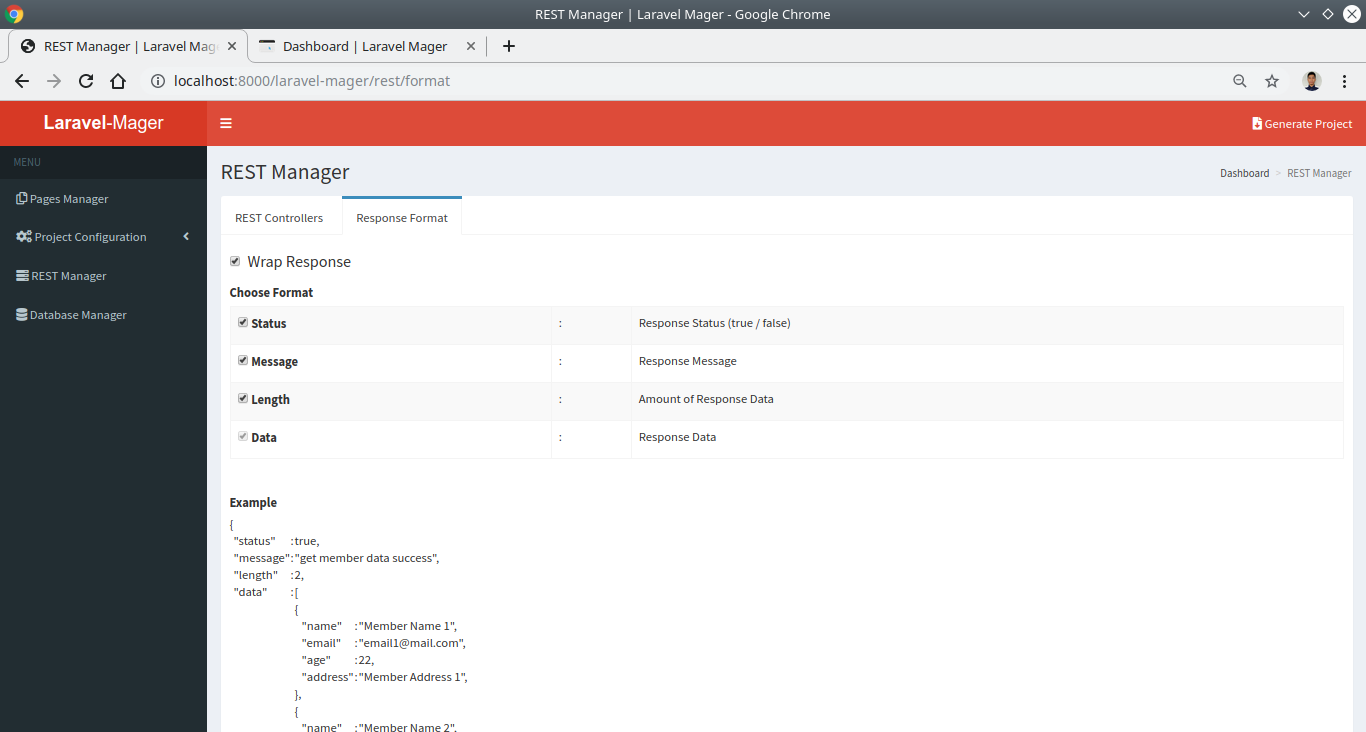 REST Manager | Laravel Mager - Google Chrome
REST Manager | Laravel Mag
Dashboard | Laravel Mager
localhost:8000/laravel-mager/rest/format
Laravel-Mager
Generate Project
MENU
Pages Manager
Project Configuration
REST Manager
Database Manager
REST Manager
Dashboard > REST Manager
REST Controllers
Response Format
Wrap Response
Choose Format
Status : Response Status (true / false)
Message : Response Message
Length : Amount of Response Data
Data : Response Data
Example
{
"status" :true,
"message":"get member data success",
"length" :2,
"data" :[
{
"name" :"Member Name 1",
"email" :"email1@mail.com",
"age" :22,
"address":"Member Address 1",
},
{
"name" :"Member Name 2",